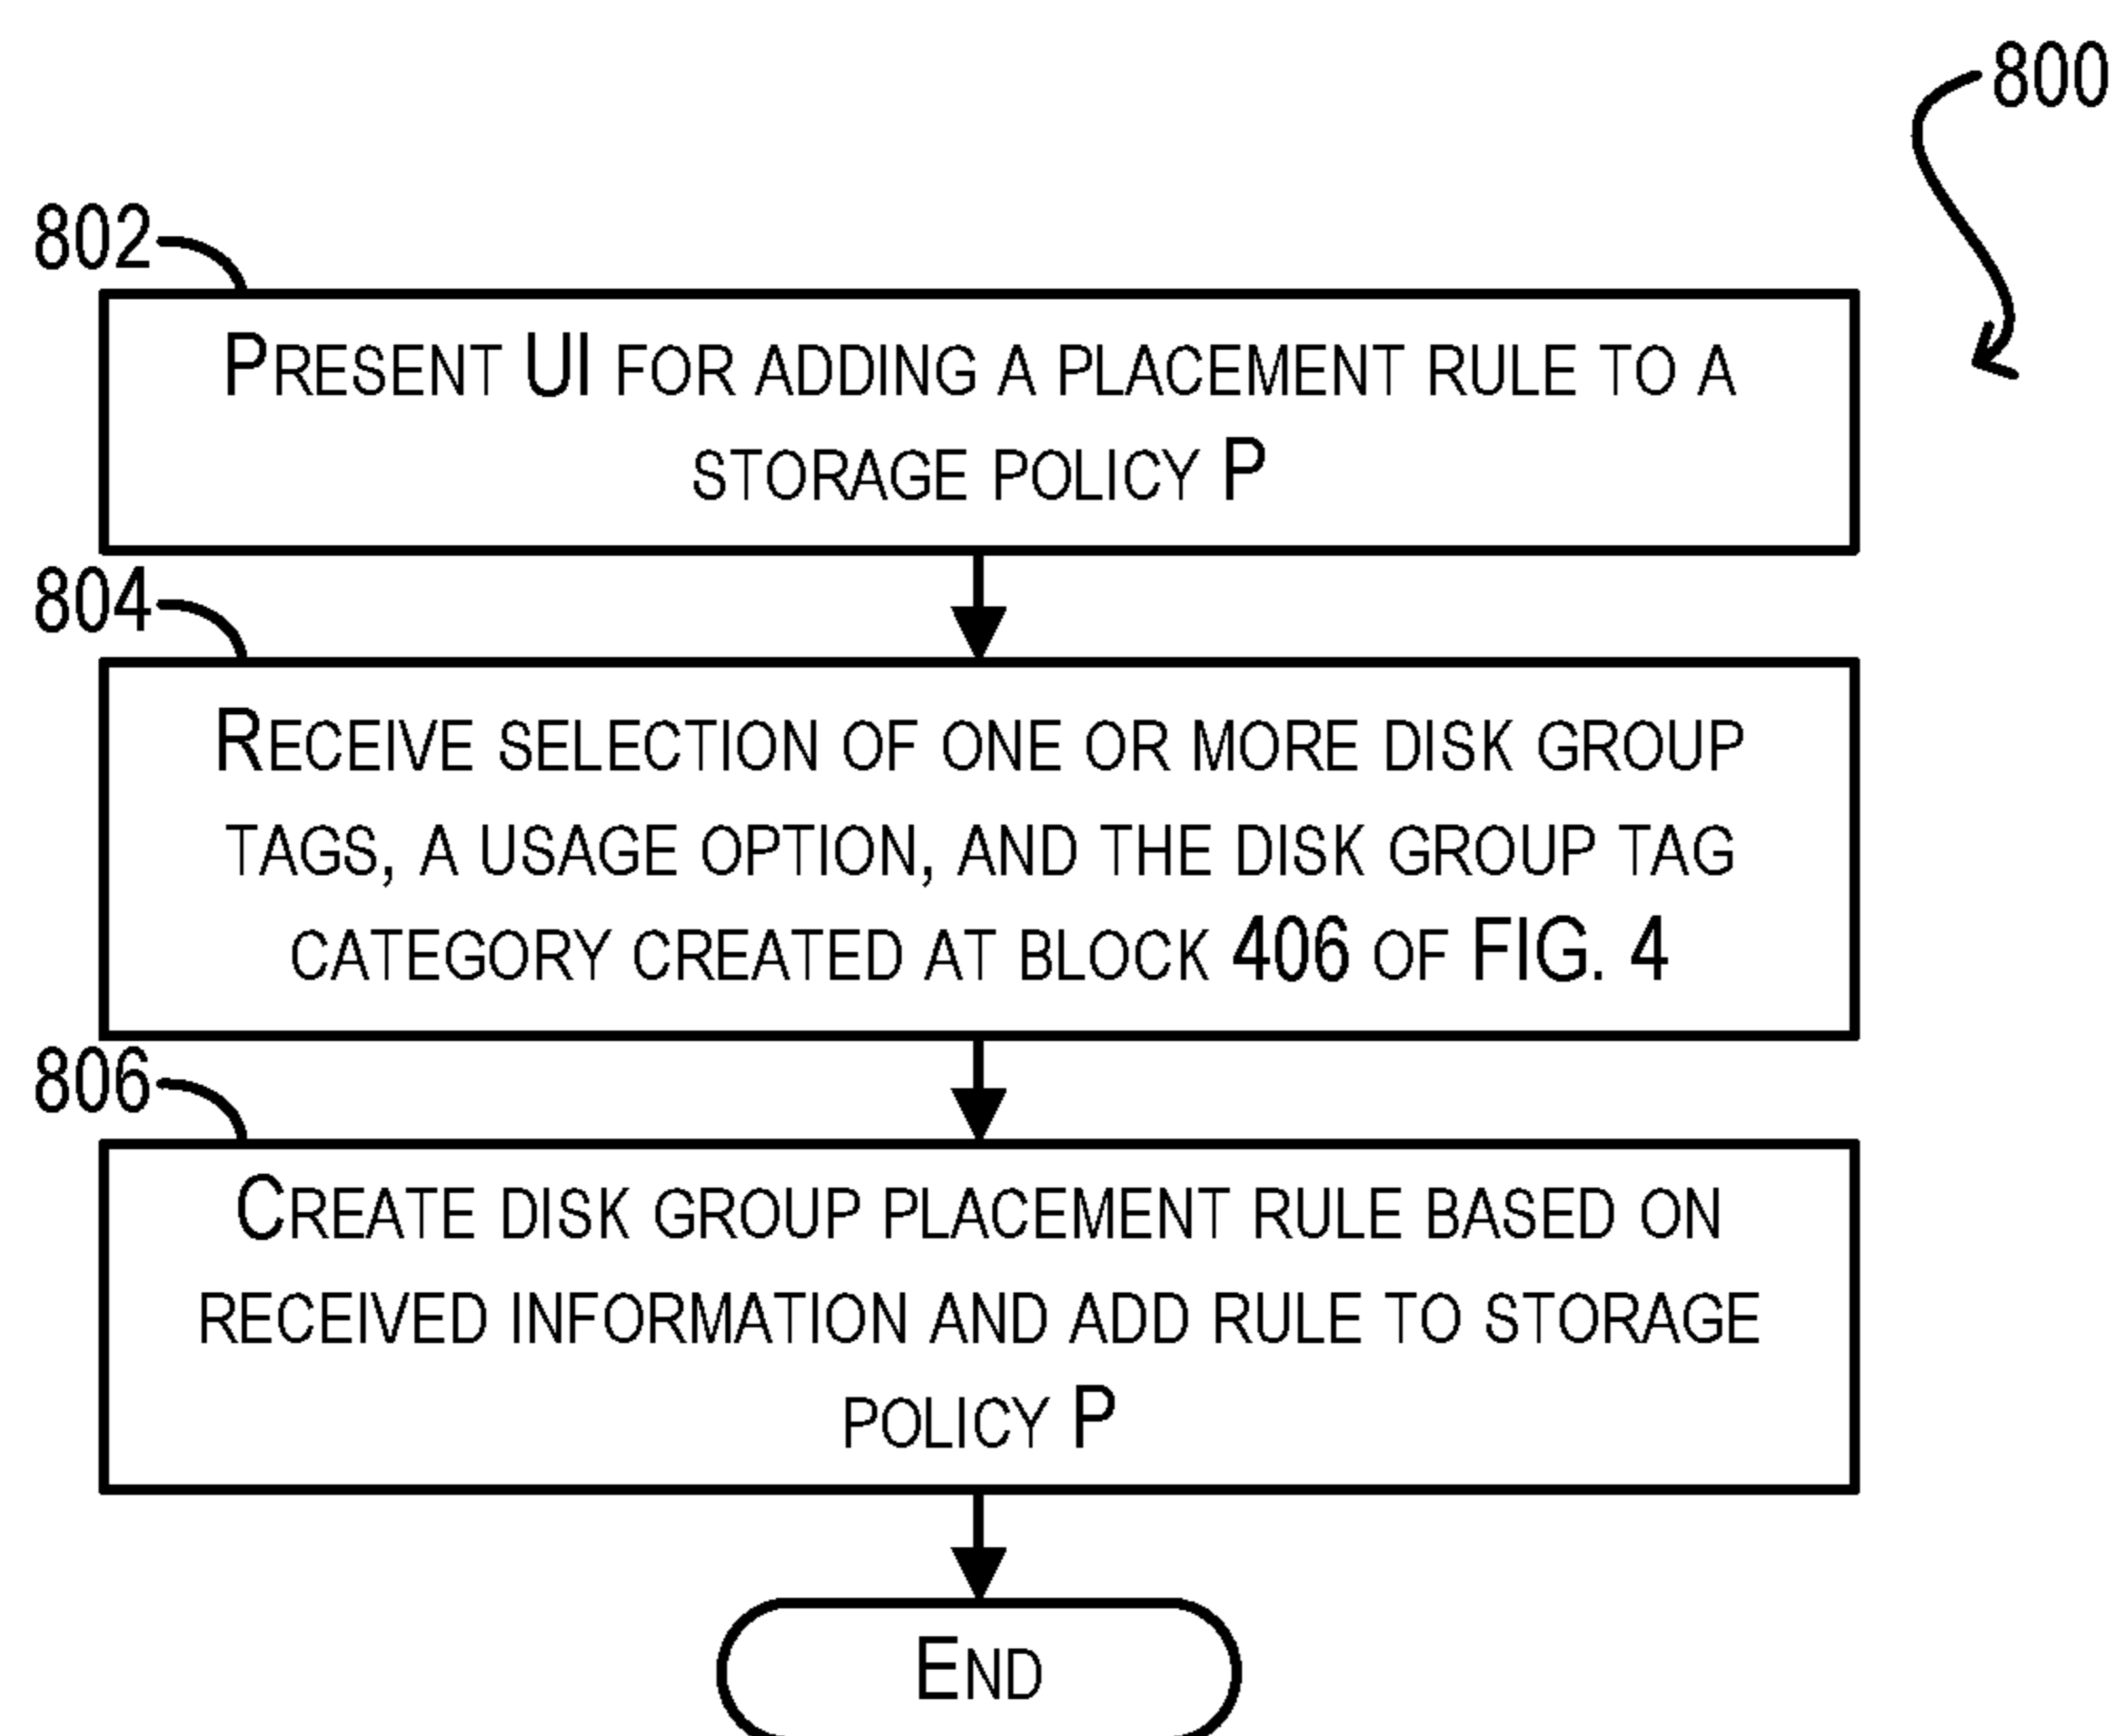 800
802
PRESENT UI FOR ADDING A PLACEMENT RULE TO A
STORAGE POLICY P
804
RECEIVE SELECTION OF ONE OR MORE DISK GROUP
TAGS, A USAGE OPTION, AND THE DISK GROUP TAG
CATEGORY CREATED AT BLOCK 406 OF FIG. 4
806
CREATE DISK GROUP PLACEMENT RULE BASED ON
RECEIVED INFORMATION AND ADD RULE TO STORAGE
POLICY P
END